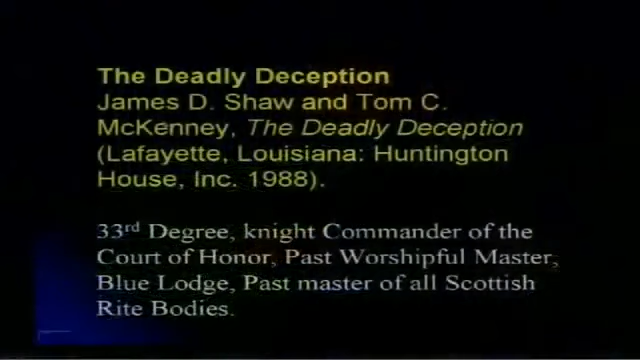 The Deadly Deception
James D. Shaw and Tom C.
McKenney, The Deadly Deception
(Lafayette, Louisiana: Huntington
House, Inc. 1988).
33rd Degree, knight Commander of the
Court of Honor, Past Worshipful Master,
Blue Lodge, Past master of all Scottish
Rite Bodies.